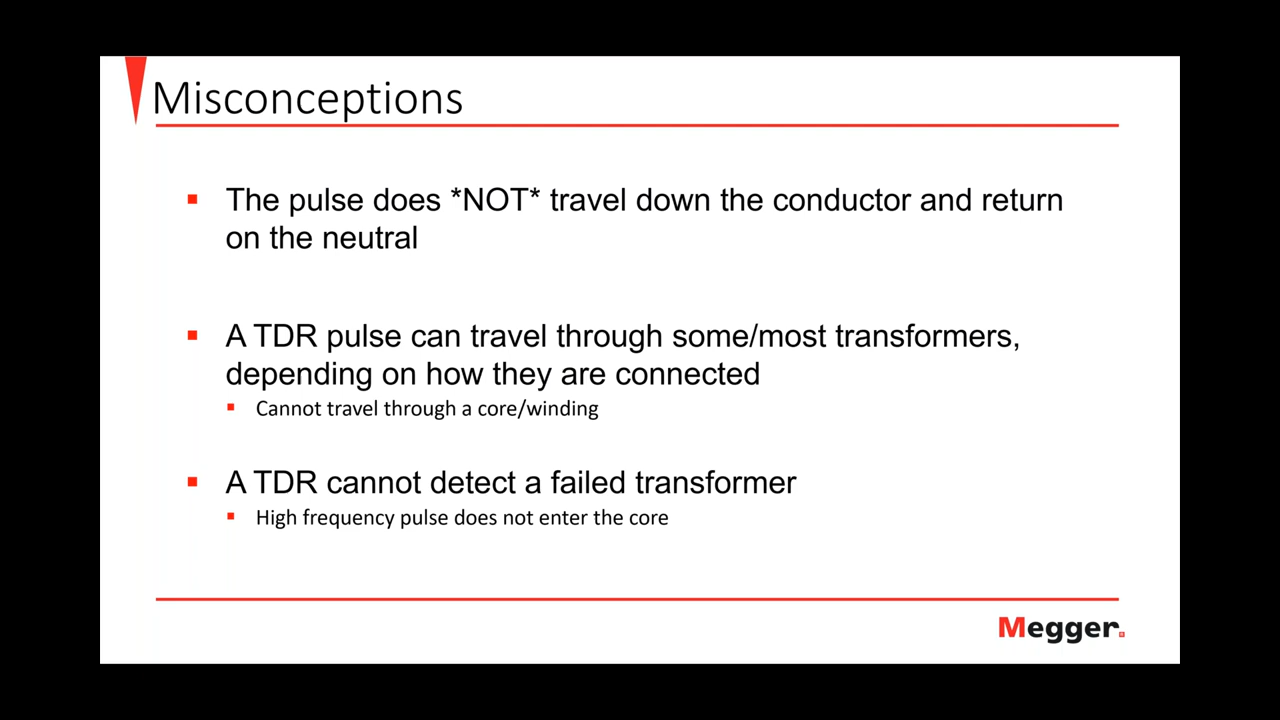 Misconceptions
The pulse does *NOT* travel down the conductor and return
on the neutral
A TDR pulse can travel through some/most transformers,
depending on how they are connected
Cannot travel through a core/winding
A TDR cannot detect a failed transformer
High frequency pulse does not enter the core
Megger.